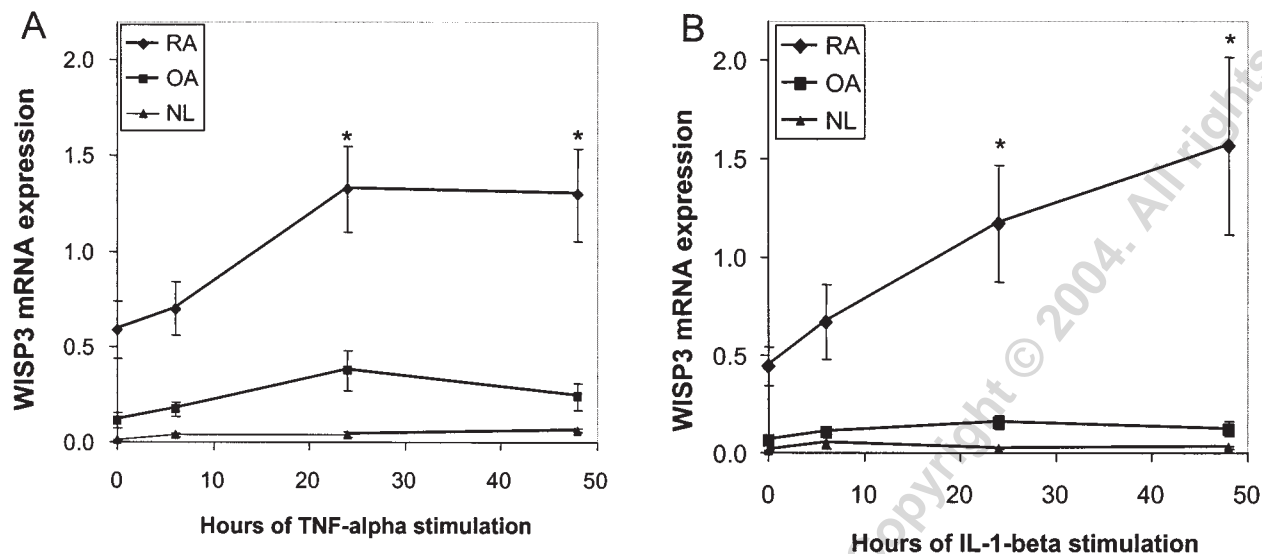 A
RA
OA
NL
2.0
1.5
1.0
0.5
0.0
*
*
WISP3 mRNA expression
0
10
20
30
40
50
Hours of TNF-alpha stimulation
B
RA
OA
NL
2.0
1.5
1.0
0.5
0.0
*
*
WISP3 mRNA expression
0
10
20
30
40
50
Hours of IL-1-beta stimulation
Copyright © 2004. All rights